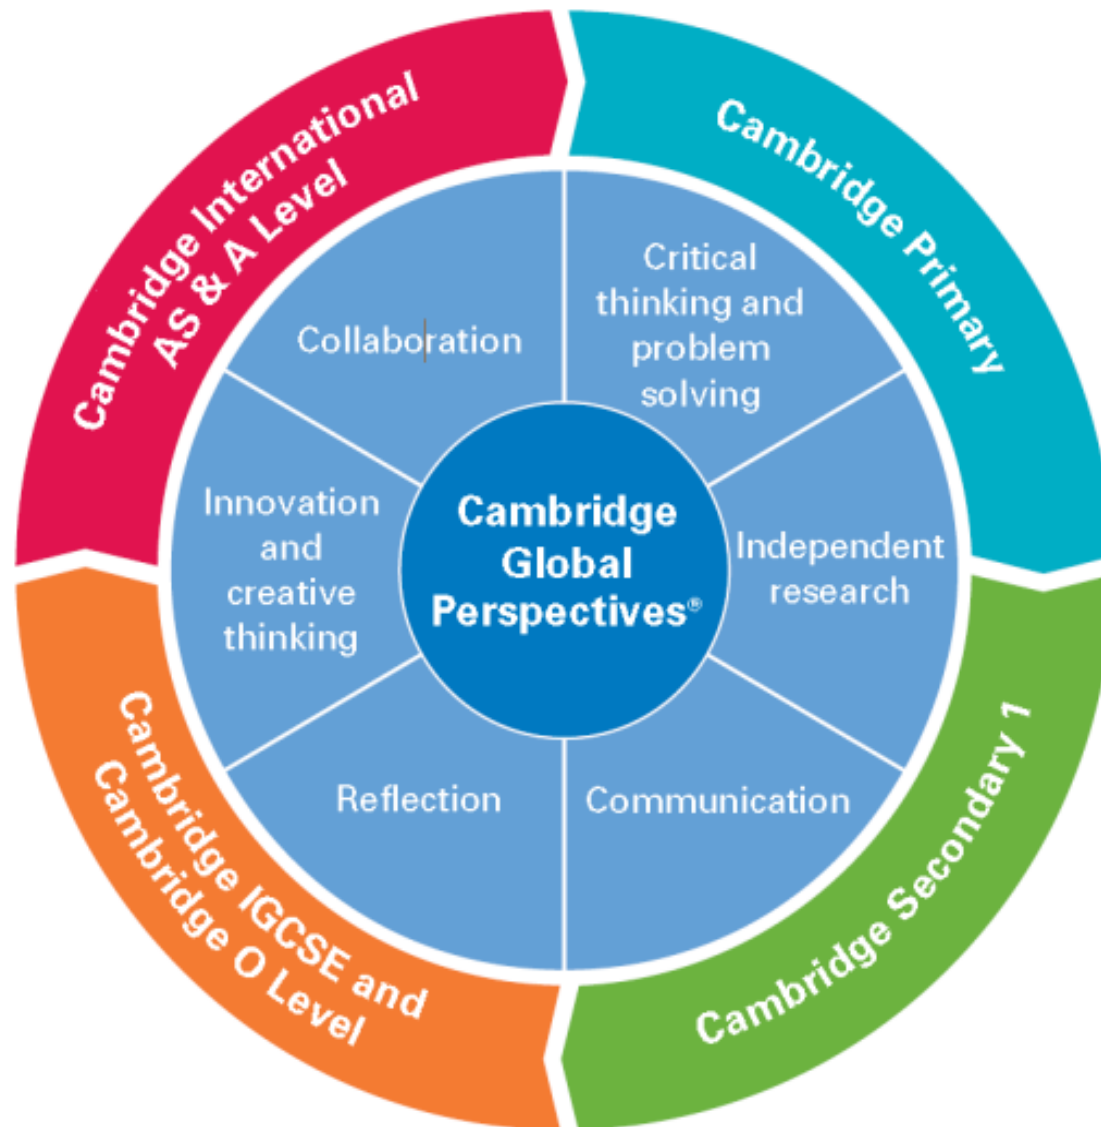 Cambridge International
AS & A Level
Cambridge Primary
Critical
thinking and
problem
solving
Collaboration
Innovation
and
creative
thinking
Cambridge
Global
Perspectives®
Independent
research
Reflection
Communication
Cambridge IGCSE and
Cambridge O Level
Cambridge Secondary 1